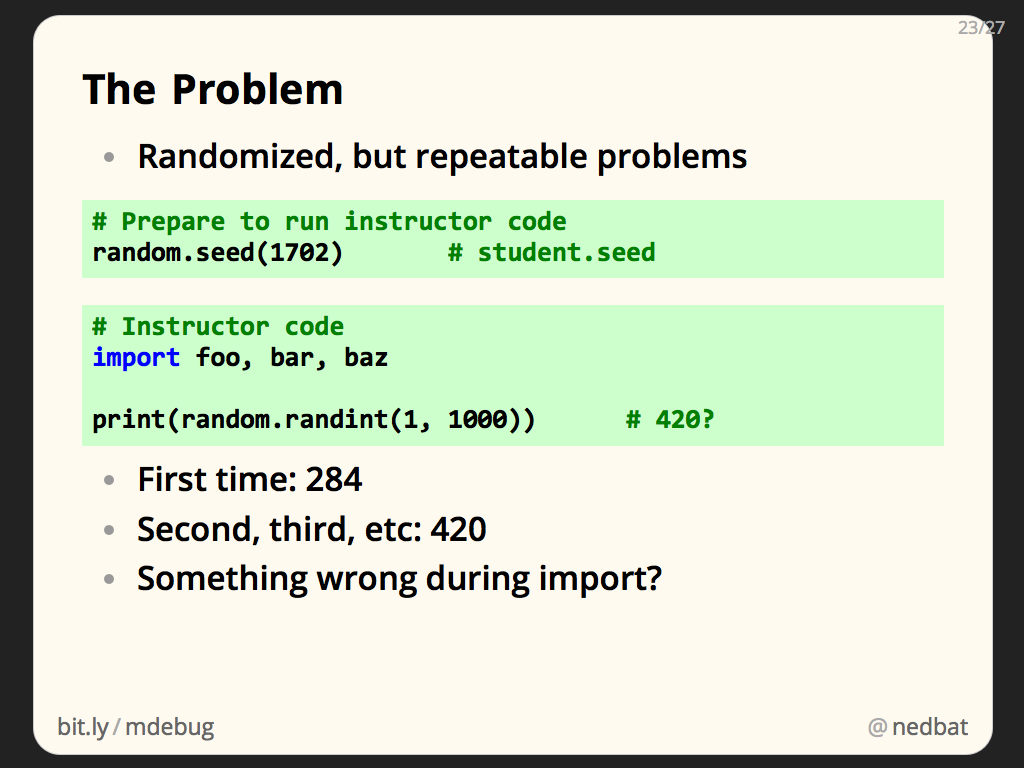 23/27
The Problem
• Randomized, but repeatable problems
# Prepare to run instructor code
random.seed(1702)       # student.seed
# Instructor code
import foo, bar, baz
print(random.randint(1, 1000))      # 420?
• First time: 284
• Second, third, etc: 420
• Something wrong during import?
bit.ly/mdebug
@nedbat